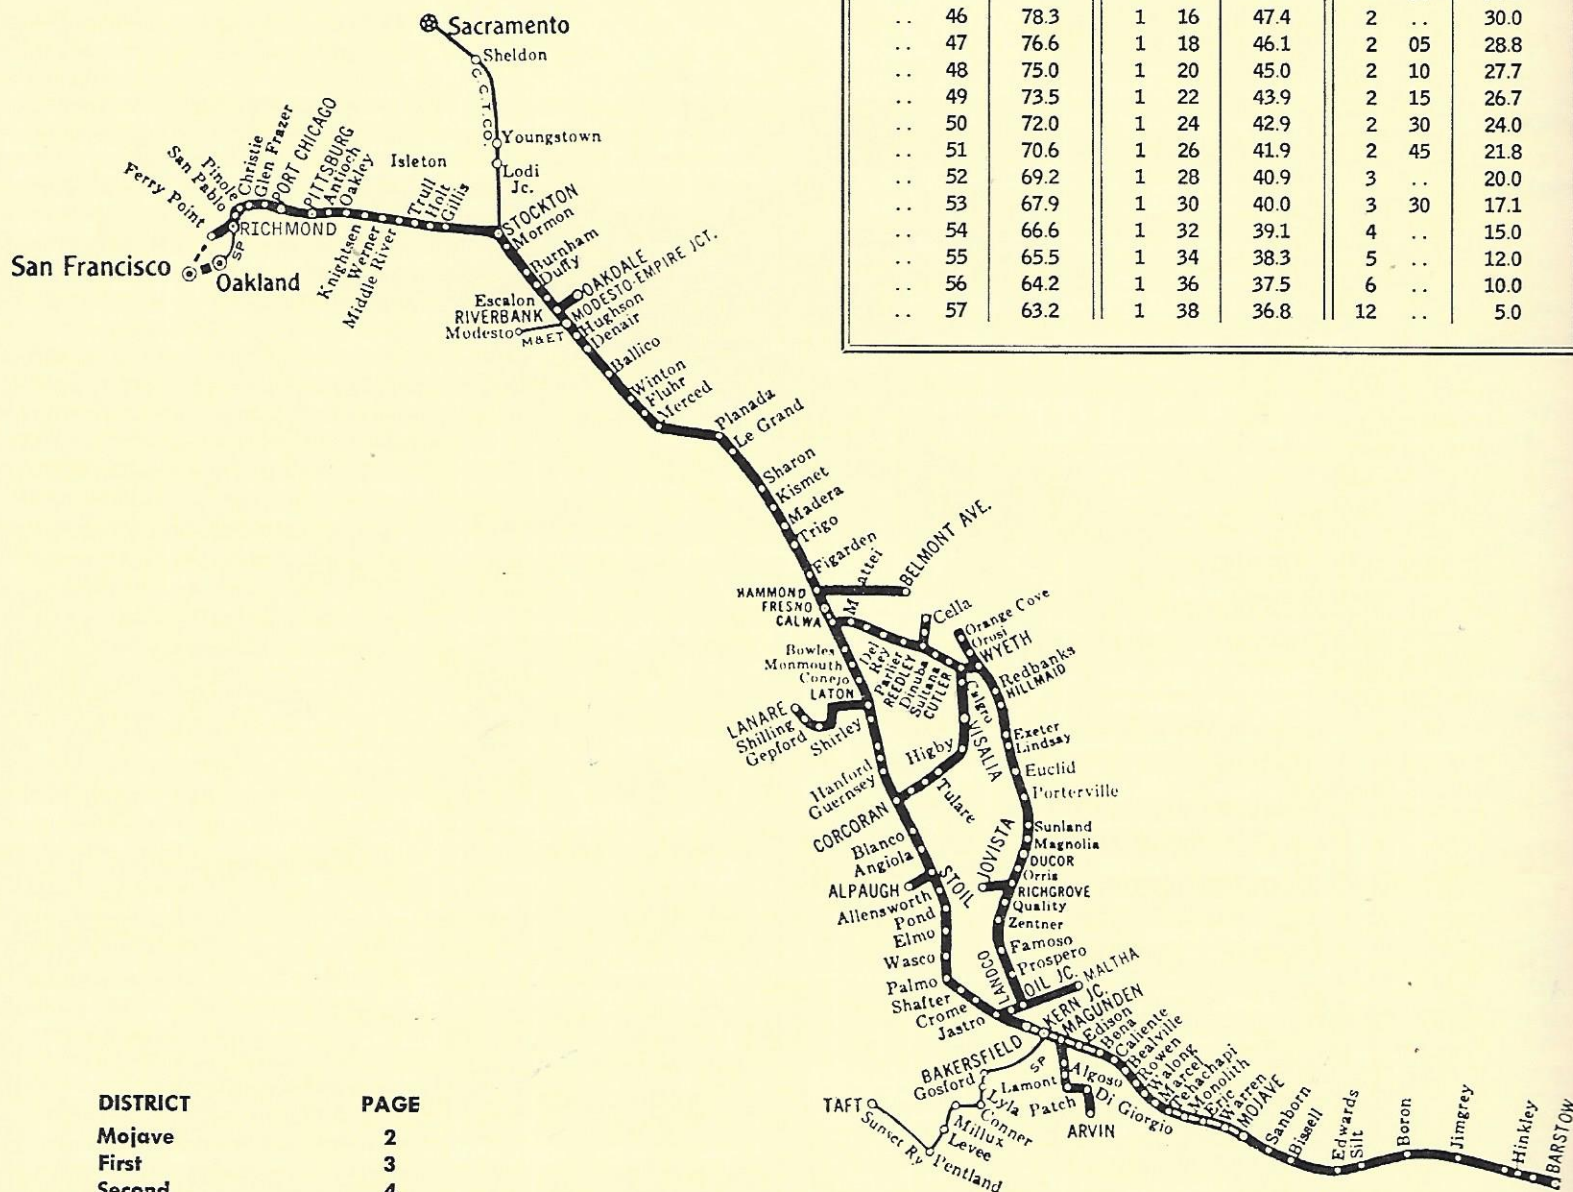 .. 46 78.3 1 16 47.4 2 .. 30.0
.. 47 76.6 1 18 46.1 2 05 28.8
.. 48 75.0 1 20 45.0 2 10 27.7
.. 49 73.5 1 22 43.9 2 15 26.7
.. 50 72.0 1 24 42.9 2 30 24.0
.. 51 70.6 1 26 41.9 2 45 21.8
.. 52 69.2 1 28 40.9 3 .. 20.0
.. 53 67.9 1 30 40.0 3 30 17.1
.. 54 66.6 1 32 39.1 4 .. 15.0
.. 55 65.5 1 34 38.3 5 .. 12.0
.. 56 64.2 1 36 37.5 6 .. 10.0
.. 57 63.2 1 38 36.8 12 .. 5.0
Sacramento
Sheldon
C.C.T.CO.
Youngstown
Lodi
Jc.
Ferry Point
San Pablo
Pinole
Christie
Glen Frazer
PORT CHICAGO
PITTSBURG
Antioch
Oakley
Isleton
Trull
Holt
Gillis
RICHMOND
SP
San Francisco
Oakland
Knightsen
Werner
Middle River
STOCKTON
Mormon
Burnham
Duffy
Escalon
OAKDALE
RIVERBANK
MODESTO-EMPIRE JCT.
Modesto
M&ET
Hughson
Denair
Ballico
Winton
Fluhr
Merced
Planada
Le Grand
Sharon
Kismet
Madera
Trigo
Figarden
HAMMOND
Mattei
BELMONT AVE.
FRESNO
CALWA
Cella
Orange Cove
Orosi
WYETH
Bowles
Monmouth
Conejo
LATON
Del
Rey
Parlier
REEDLEY
Dinuba
Sultana
CUTLER
Redbanks
HILLMAID
Calgro
LANARE
Shilling
Gepford
Shirley
VISALIA
Higby
Exeter
Lindsay
Euclid
Porterville
Hanford
Guernsey
Tulare
CORCORAN
Blanco
Angiola
JOVISTA
Sunland
Magnolia
DUCOR
Orris
RICHGROVE
Quality
Zentner
ALPAUGH
STOIL
Allensworth
Pond
Elmo
Wasco
Famoso
Prospero
LANDCO
OIL JC.
MALTHA
Palmo
Shafter
Crome
Jastro
KERN JC.
MAGUNDEN
Edison
Bena
Caliente
Bealville
Rowen
Walong
Marcel
Tehachapi
Monolith
Eric
Warren
MOJAVE
BAKERSFIELD
SP
Gosford
Lamont
Algoso
Patch
Di Giorgio
ARVIN
Lyla
Conner
Millux
Levee
TAFT
Sunset Ry
Pentland
Sanborn
Bissell
Edwards
Silt
Boron
Jimgrey
Hinkley
BARSTOW
DISTRICT PAGE
Mojave 2
First 3
Second 4